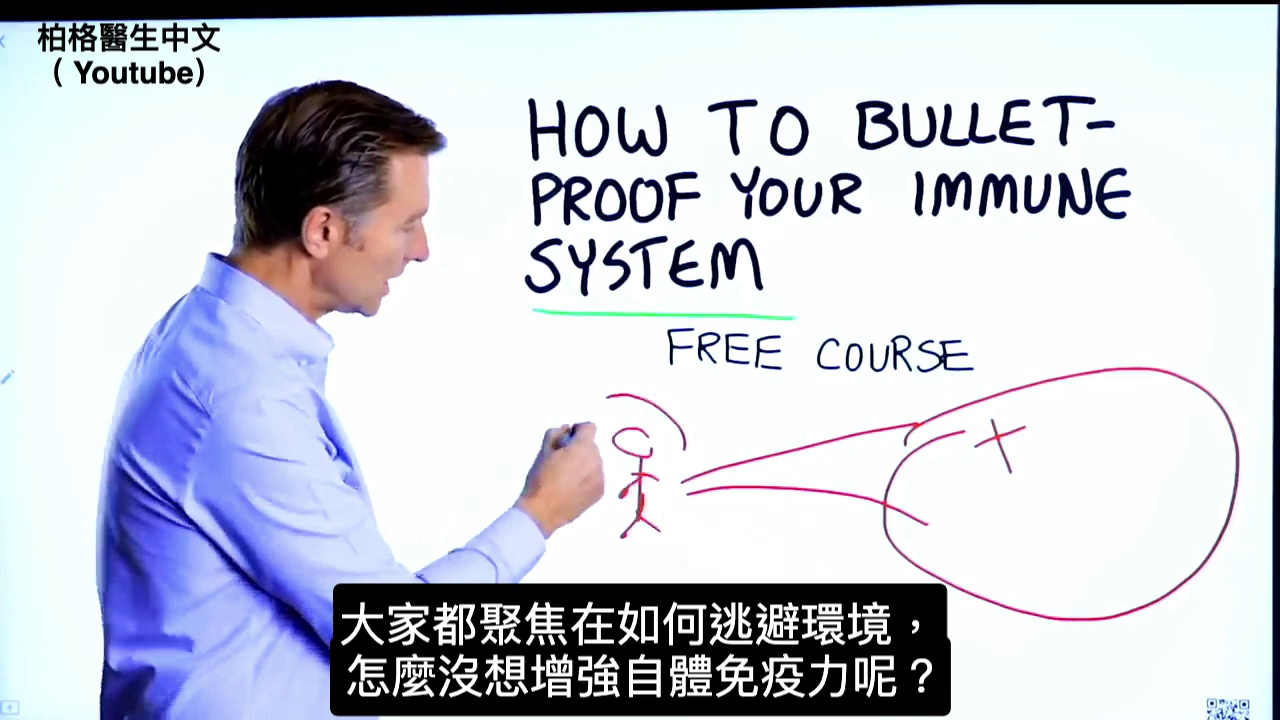 柏格醫生中文
( Youtube)
HOW TO BULLET-
PROOF YOUR IMMUNE
SYSTEM
FREE COURSE
大家都聚焦在如何逃避環境，
怎麼沒想增強自體免疫力呢？